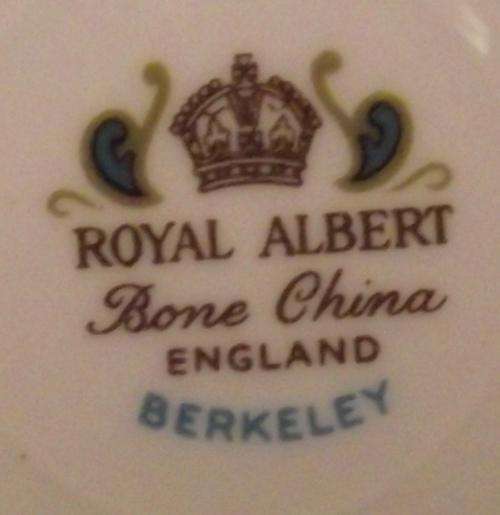 ROYAL ALBERT
Bone China
ENGLAND
BERKELEY